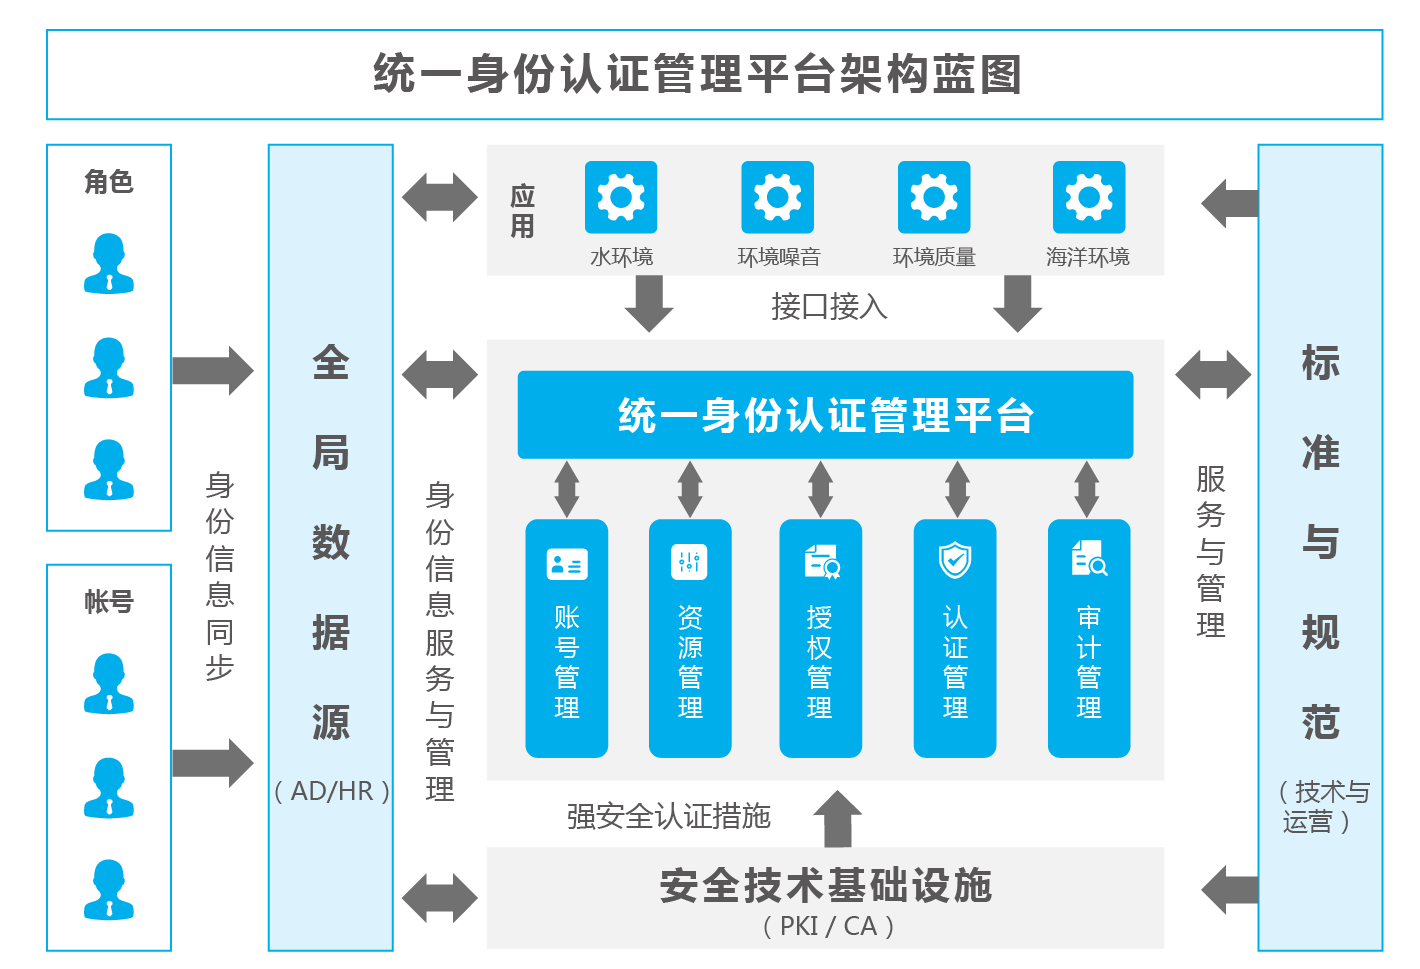 统一身份认证管理平台架构蓝图
角色
帐号
身份信息同步
全局数据源
（AD/HR）
身份信息服务与管理
应用
水环境
环境噪音
环境质量
海洋环境
接口接入
统一身份认证管理平台
账号管理
资源管理
授权管理
认证管理
审计管理
强安全认证措施
安全技术基础设施
（PKI / CA）
服务与管理
标准与规范
（技术与
运营）